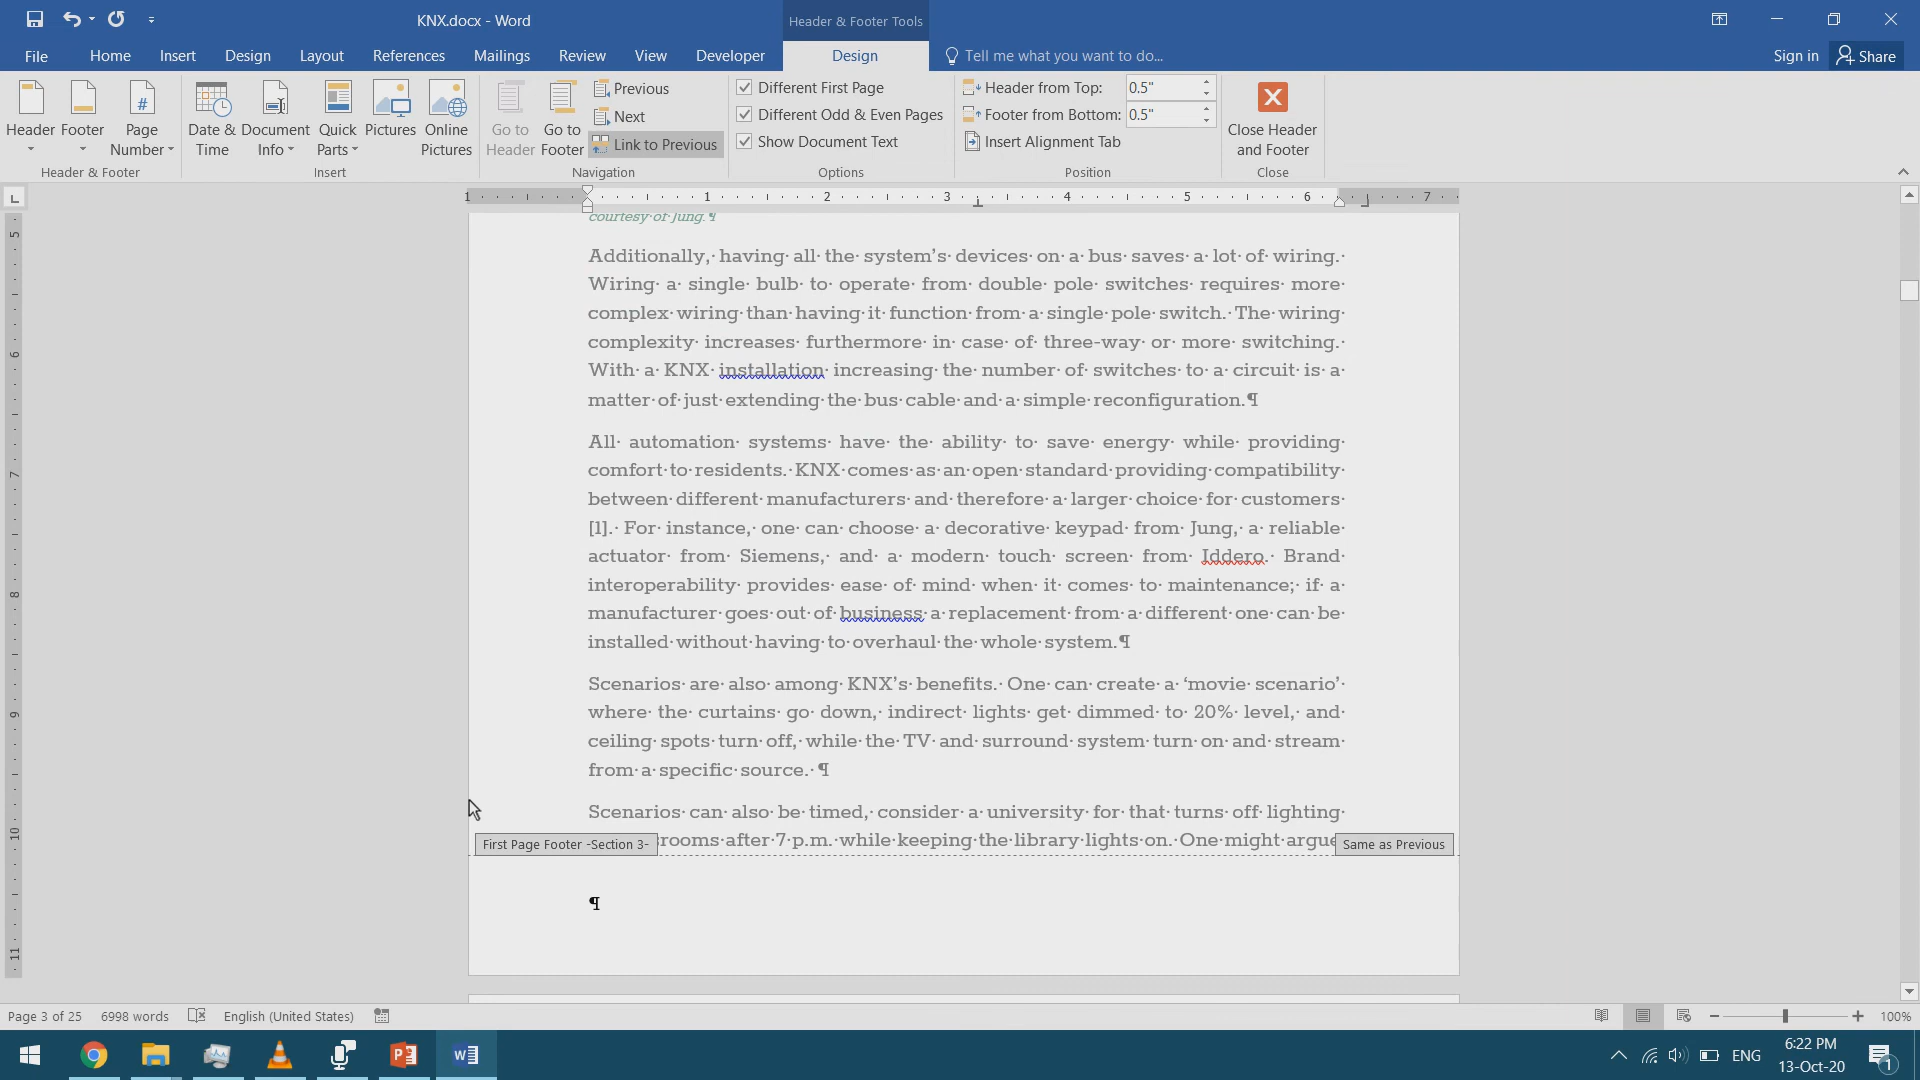 KNX.docx - Word
Header & Footer Tools
File
Home
Insert
Design
Layout
References
Mailings
Review
View
Developer
Design
Tell me what you want to do...
Sign in
Share
Header
Footer
Page Number
Header & Footer
Date & Time
Document Info
Quick Parts
Pictures
Online Pictures
Insert
Go to Header
Go to Footer
Previous
Next
Link to Previous
Navigation
Different First Page
Different Odd & Even Pages
Show Document Text
Options
Header from Top: 0.5"
Footer from Bottom: 0.5"
Insert Alignment Tab
Position
Close Header and Footer
Close
1 1 2 3 4 5 6 7
5
6
7
8
9
10
11
courtesy·of·Jung.¶
Additionally,· having· all· the· system's· devices· on· a· bus· saves· a· lot· of· wiring.·
Wiring· a· single· bulb· to· operate· from· double· pole· switches· requires· more·
complex·wiring·than·having·it·function·from·a·single·pole·switch.·The·wiring·
complexity· increases· furthermore· in· case· of· three-way· or· more· switching.·
With· a· KNX· installation· increasing· the· number· of· switches· to· a· circuit· is· a·
matter·of·just·extending·the·bus·cable·and·a·simple·reconfiguration.¶
All· automation· systems· have· the· ability· to· save· energy· while· providing·
comfort·to·residents.·KNX·comes·as·an·open·standard·providing·compatibility·
between·different·manufacturers·and·therefore·a·larger·choice·for·customers·
[1].· For· instance,· one· can· choose· a· decorative· keypad· from· Jung,· a· reliable·
actuator· from· Siemens,· and· a· modern· touch· screen· from· Iddero.· Brand·
interoperability· provides· ease· of· mind· when· it· comes· to· maintenance;· if· a·
manufacturer·goes·out·of·business·a·replacement·from·a·different·one·can·be·
installed·without·having·to·overhaul·the·whole·system.¶
Scenarios· are· also· among· KNX's· benefits.· One· can· create· a· 'movie· scenario'·
where· the· curtains· go· down,· indirect· lights· get· dimmed· to· 20%· level,· and·
ceiling·spots·turn·off,·while·the·TV·and·surround·system·turn·on·and·stream·
from·a·specific·source.·¶
Scenarios· can· also· be· timed,· consider· a· university· for· that· turns· off· lighting
First Page Footer -Section 3-
rooms·after·7·p.m.·while·keeping·the·library·lights·on.·One·might·argue
Same as Previous
¶
Page 3 of 25
6998 words
English (United States)
100%
ENG
6:22 PM
13-Oct-20
1